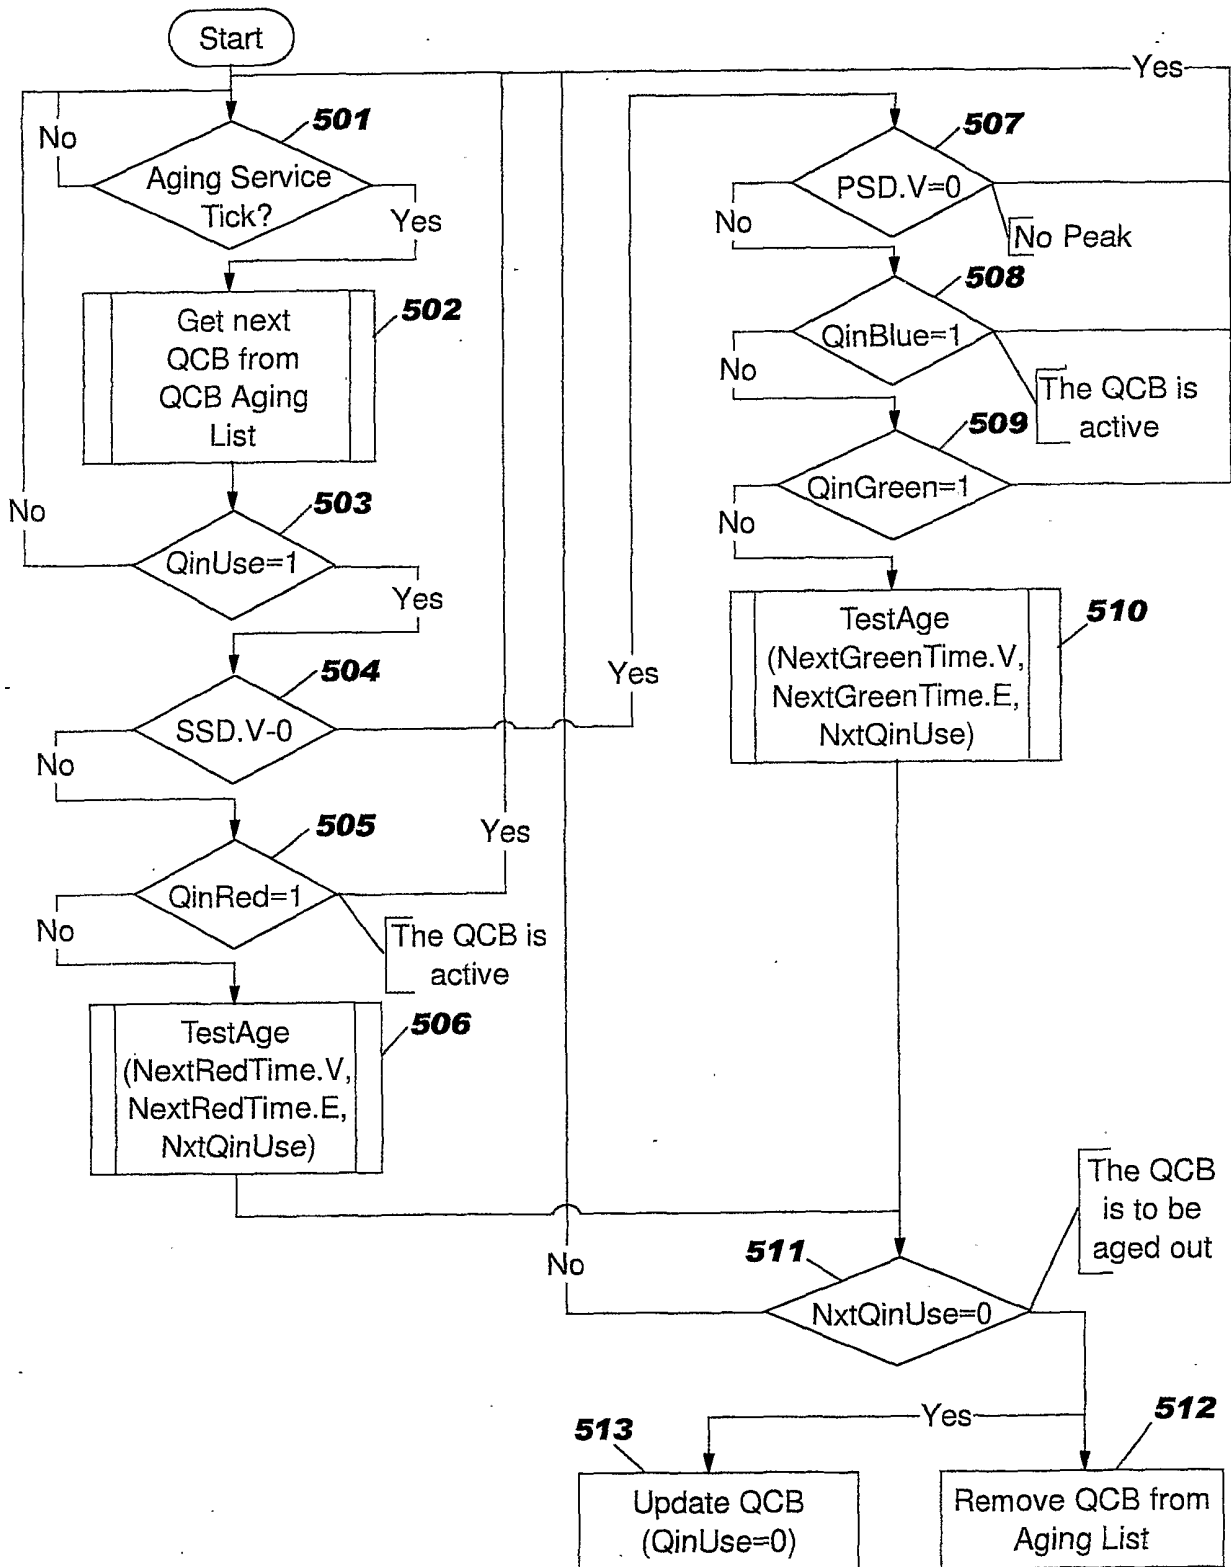 Start
Yes
No
501
Aging Service
Tick?
Yes
507
PSD.V=0
No
No Peak
502
Get next
QCB from
QCB Aging
List
508
QinBlue=1
No
The QCB is
active
509
QinGreen=1
No
No
503
QinUse=1
Yes
510
TestAge
(NextGreenTime.V,
NextGreenTime.E,
NxtQinUse)
504
SSD.V-0
Yes
No
505
QinRed=1
Yes
No
The QCB is
active
506
TestAge
(NextRedTime.V,
NextRedTime.E,
NxtQinUse)
The QCB
is to be
aged out
No
511
NxtQinUse=0
Yes
513
Update QCB
(QinUse=0)
512
Remove QCB from
Aging List